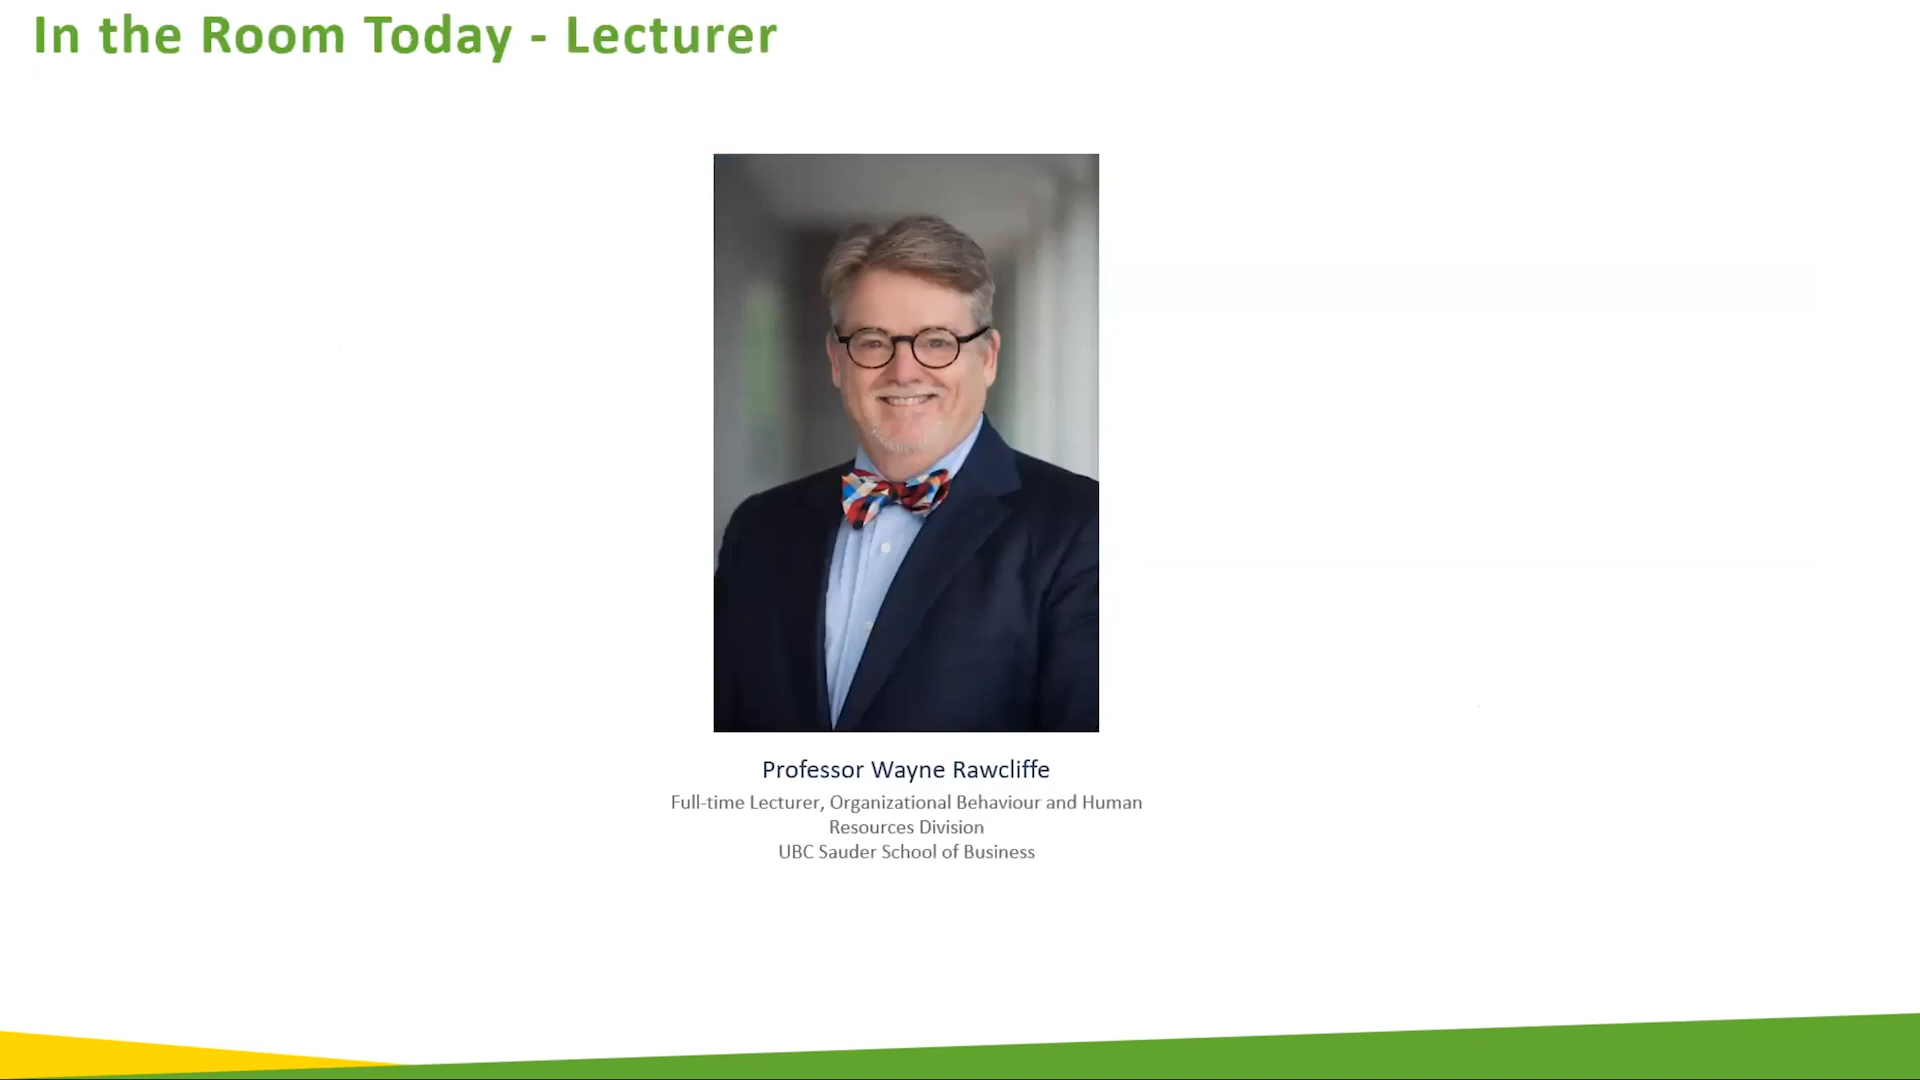 In the Room Today - Lecturer
Professor Wayne Rawcliffe
Full-time Lecturer, Organizational Behaviour and Human
Resources Division
UBC Sauder School of Business